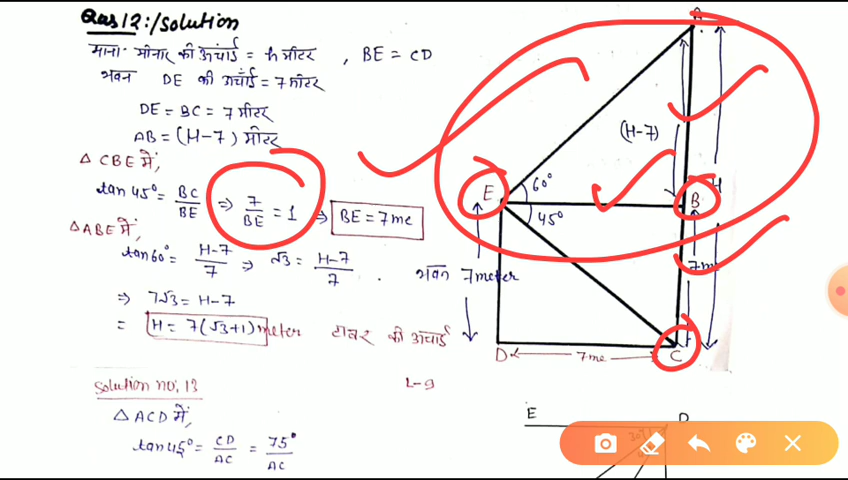 Qus 12:/Solution
माना मीनार की ऊंचाई = h मीटर , BE = CD
भवन DE की ऊँचाई = 7 मीटर
DE = BC = 7 मीटर
AB = (H-7) मीटर
△ CBE में,
tan 45° = BC/BE ⇒ 7/BE = 1 ⇒ BE = 7 me
△ABE में,
tan 60° = H-7/7 ⇒ √3 = H-7/7 .
⇒ 7√3 = H-7
= H = 7(√3+1) meter टावर की ऊंचाई
Solution no. 13
△ ACD में,
tan 45° = CD/AC = 75°/AC
L-9
A
(H-7)
H
E
60°
B
45°
7m
भवन 7 meter
D
7me
C
E
D
30°